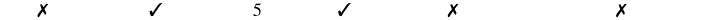 ✗ ✓ 5 ✓ ✗ ✗